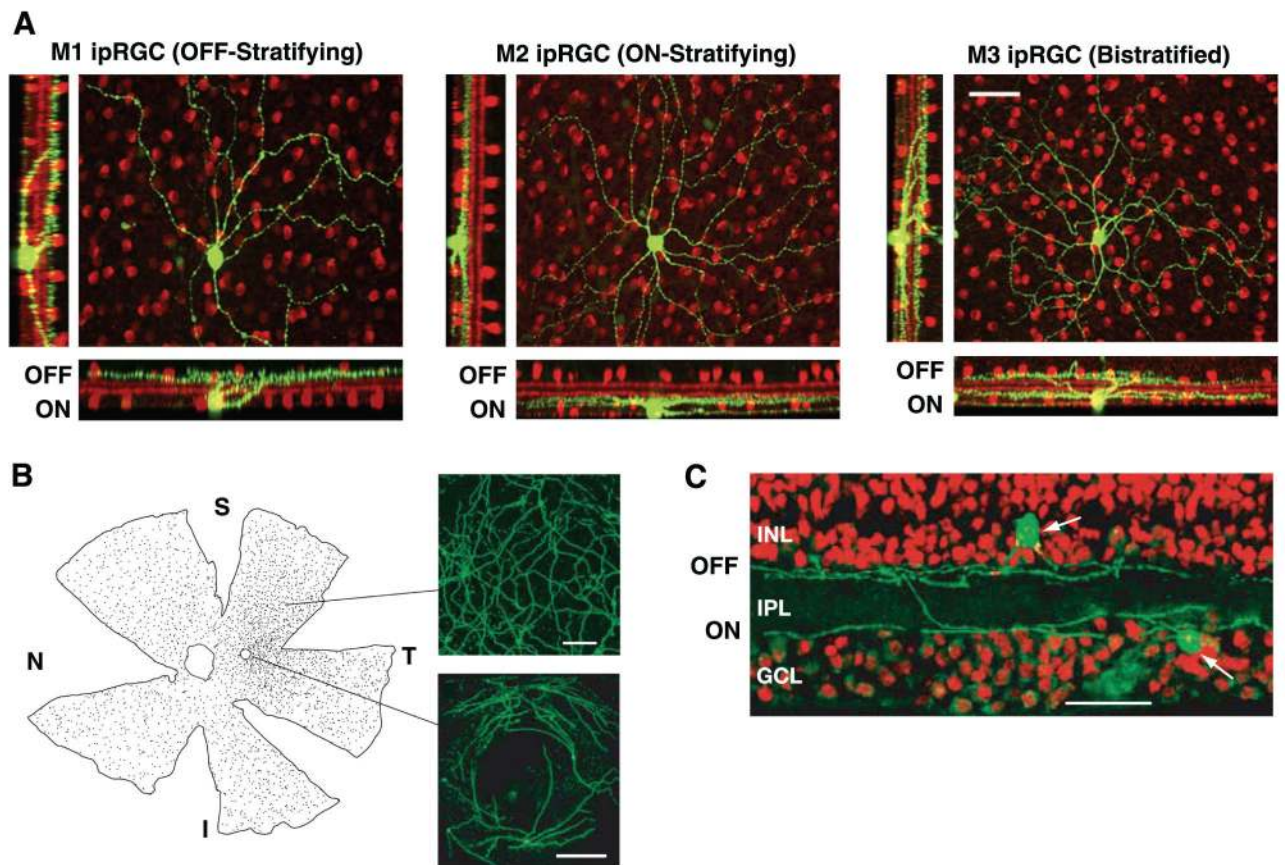 A
M1 ipRGC (OFF-Stratifying)
M2 ipRGC (ON-Stratifying)
M3 ipRGC (Bistratified)
OFF
ON
OFF
ON
OFF
ON
B
S
N
T
I
C
INL
OFF
IPL
ON
GCL